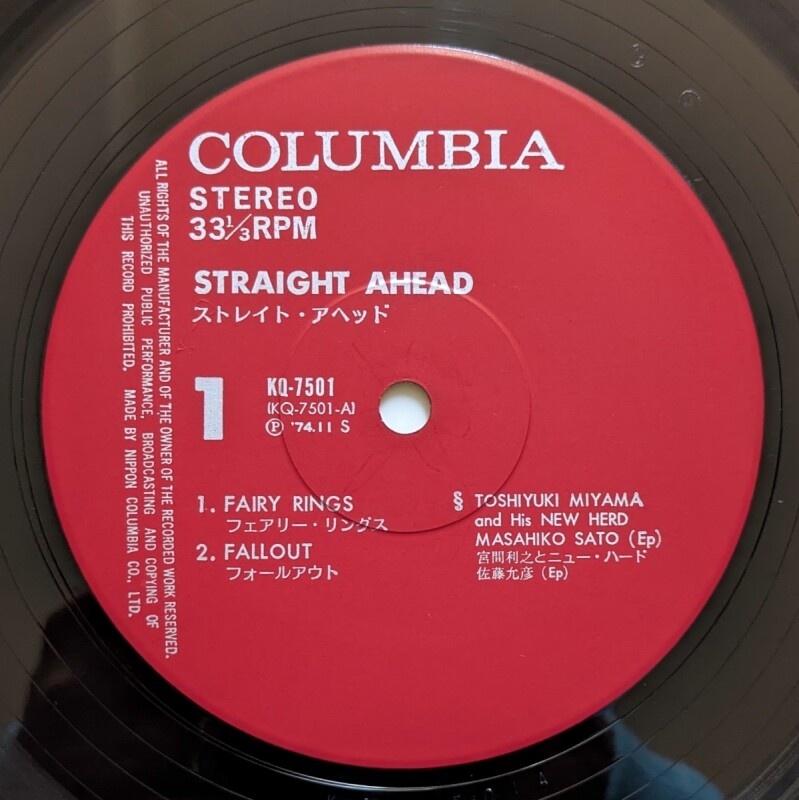 COLUMBIA
STEREO
33⅓RPM
STRAIGHT AHEAD
ストレイト・アヘッド
1
KQ-7501
(KQ-7501-A)
Ⓟ '74.11 S
1. FAIRY RINGS
フェアリー・リングス
2. FALLOUT
フォールアウト
§ TOSHIYUKI MIYAMA
and His NEW HERD
MASAHIKO SATO (Ep)
宮間利之とニュー・ハード
佐藤允彦 (Ep)
ALL RIGHTS OF THE MANUFACTURER AND OF THE OWNER OF THE RECORDED WORK RESERVED.
UNAUTHORIZED PUBLIC PERFORMANCE, BROADCASTING AND COPYING OF
THIS RECORD PROHIBITED. MADE BY NIPPON COLUMBIA CO., LTD.